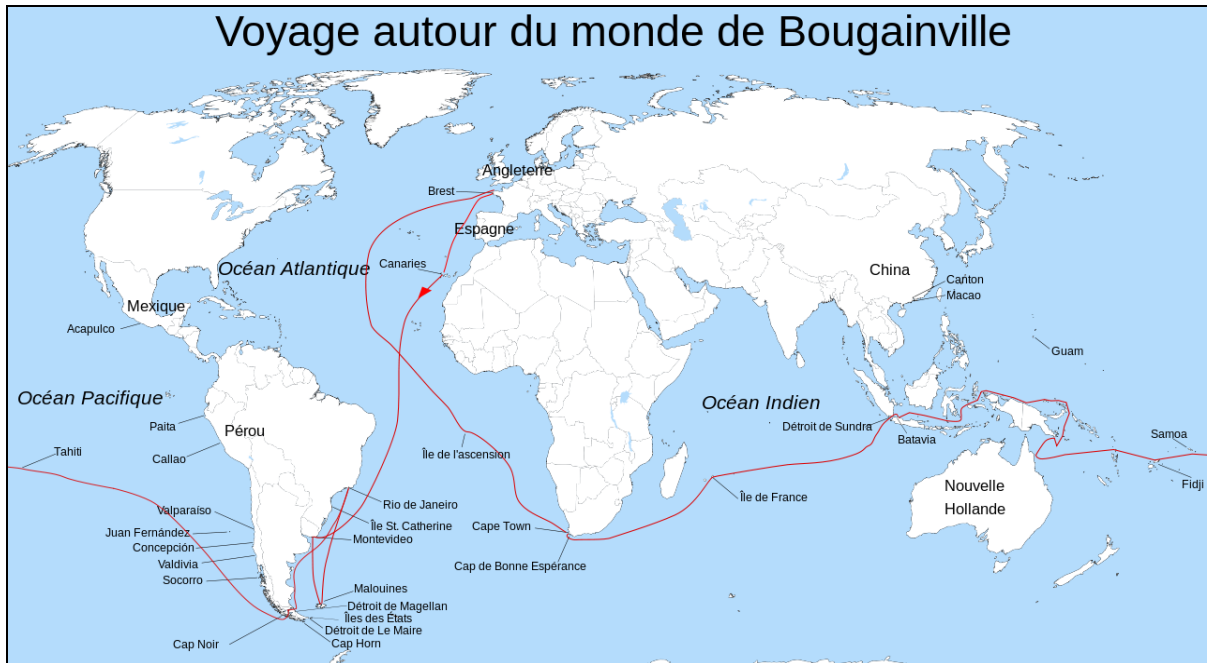 Voyage autour du monde de Bougainville
Angleterre
Brest
Espagne
Océan Atlantique
Canaries
China
Canton
Macao
Mexique
Acapulco
Guam
Océan Pacifique
Océan Indien
Paita
Pérou
Détroit de Sundra
Batavia
Samoa
Tahiti
Callao
Île de l'ascension
Fidji
Nouvelle
Hollande
Île de France
Rio de Janeiro
Valparaíso
Île St. Catherine
Cape Town
Juan Fernández
Montevideo
Concepción
Valdivia
Cap de Bonne Espérance
Socorro
Malouines
Détroit de Magellan
Îles des États
Détroit de Le Maire
Cap Noir
Cap Horn